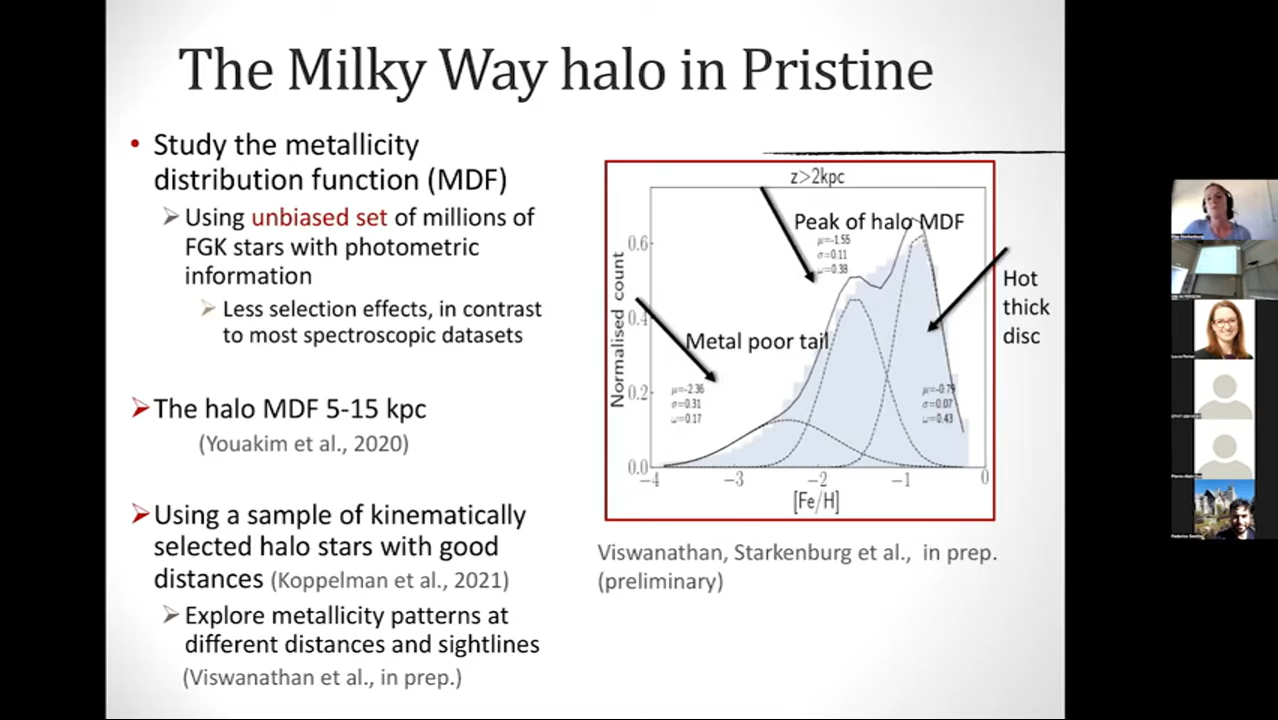 The Milky Way halo in Pristine
Study the metallicity
distribution function (MDF)
Using unbiased set of millions of
FGK stars with photometric
information
Less selection effects, in contrast
to most spectroscopic datasets
The halo MDF 5-15 kpc
(Youakim et al., 2020)
Using a sample of kinematically
selected halo stars with good
distances (Koppelman et al., 2021)
Explore metallicity patterns at
different distances and sightlines
(Viswanathan et al., in prep.)
z>2kpc
Peak of halo MDF
μ=-1.55
σ=0.11
ω=0.38
Hot
thick
disc
Metal poor tail
μ=-2.36
σ=0.31
ω=0.17
μ=-0.79
σ=0.07
ω=0.43
Normalised count
0.6
0.4
0.2
0.0
−4 −3 −2 −1 0
[Fe/H]
Viswanathan, Starkenburg et al., in prep.
(preliminary)